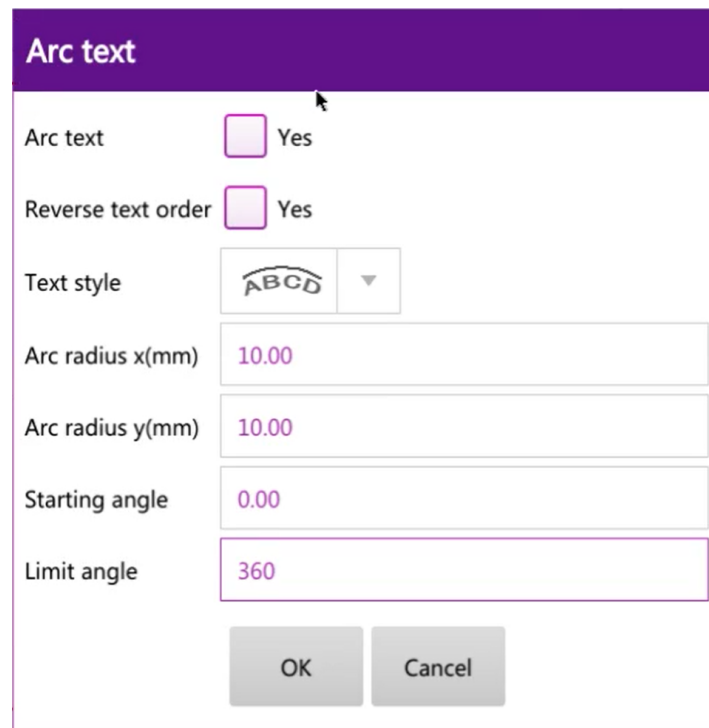 Arc text
Arc text Yes
Reverse text order Yes
Text style ABCD
Arc radius x(mm) 10.00
Arc radius y(mm) 10.00
Starting angle 0.00
Limit angle 360
OK Cancel